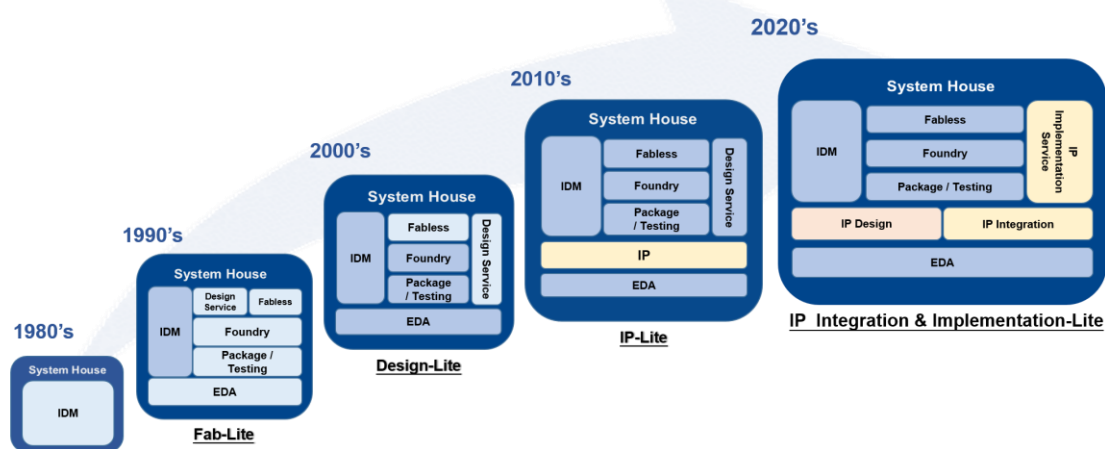 1980's
System House
IDM
1990's
System House
IDM
Design
Service
Fabless
Foundry
Package /
Testing
EDA
Fab-Lite
2000's
System House
IDM
Fabless
Foundry
Package
/ Testing
Design Service
EDA
Design-Lite
2010's
System House
IDM
Fabless
Foundry
Package
/ Testing
Design Service
IP
EDA
IP-Lite
2020's
System House
IDM
Fabless
Foundry
Package / Testing
IP
Implementation
Service
IP Design
IP Integration
EDA
IP Integration & Implementation-Lite